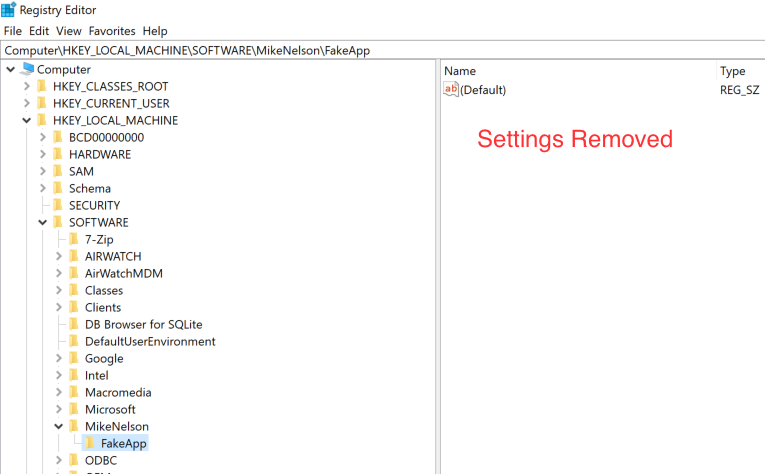 Registry Editor
File Edit View Favorites Help
Computer\HKEY_LOCAL_MACHINE\SOFTWARE\MikeNelson\FakeApp
Computer
HKEY_CLASSES_ROOT
HKEY_CURRENT_USER
HKEY_LOCAL_MACHINE
BCD00000000
HARDWARE
SAM
Schema
SECURITY
SOFTWARE
7-Zip
AIRWATCH
AirWatchMDM
Classes
Clients
DB Browser for SQLite
DefaultUserEnvironment
Google
Intel
Macromedia
Microsoft
MikeNelson
FakeApp
ODBC
Name Type
ab (Default) REG_SZ
Settings Removed